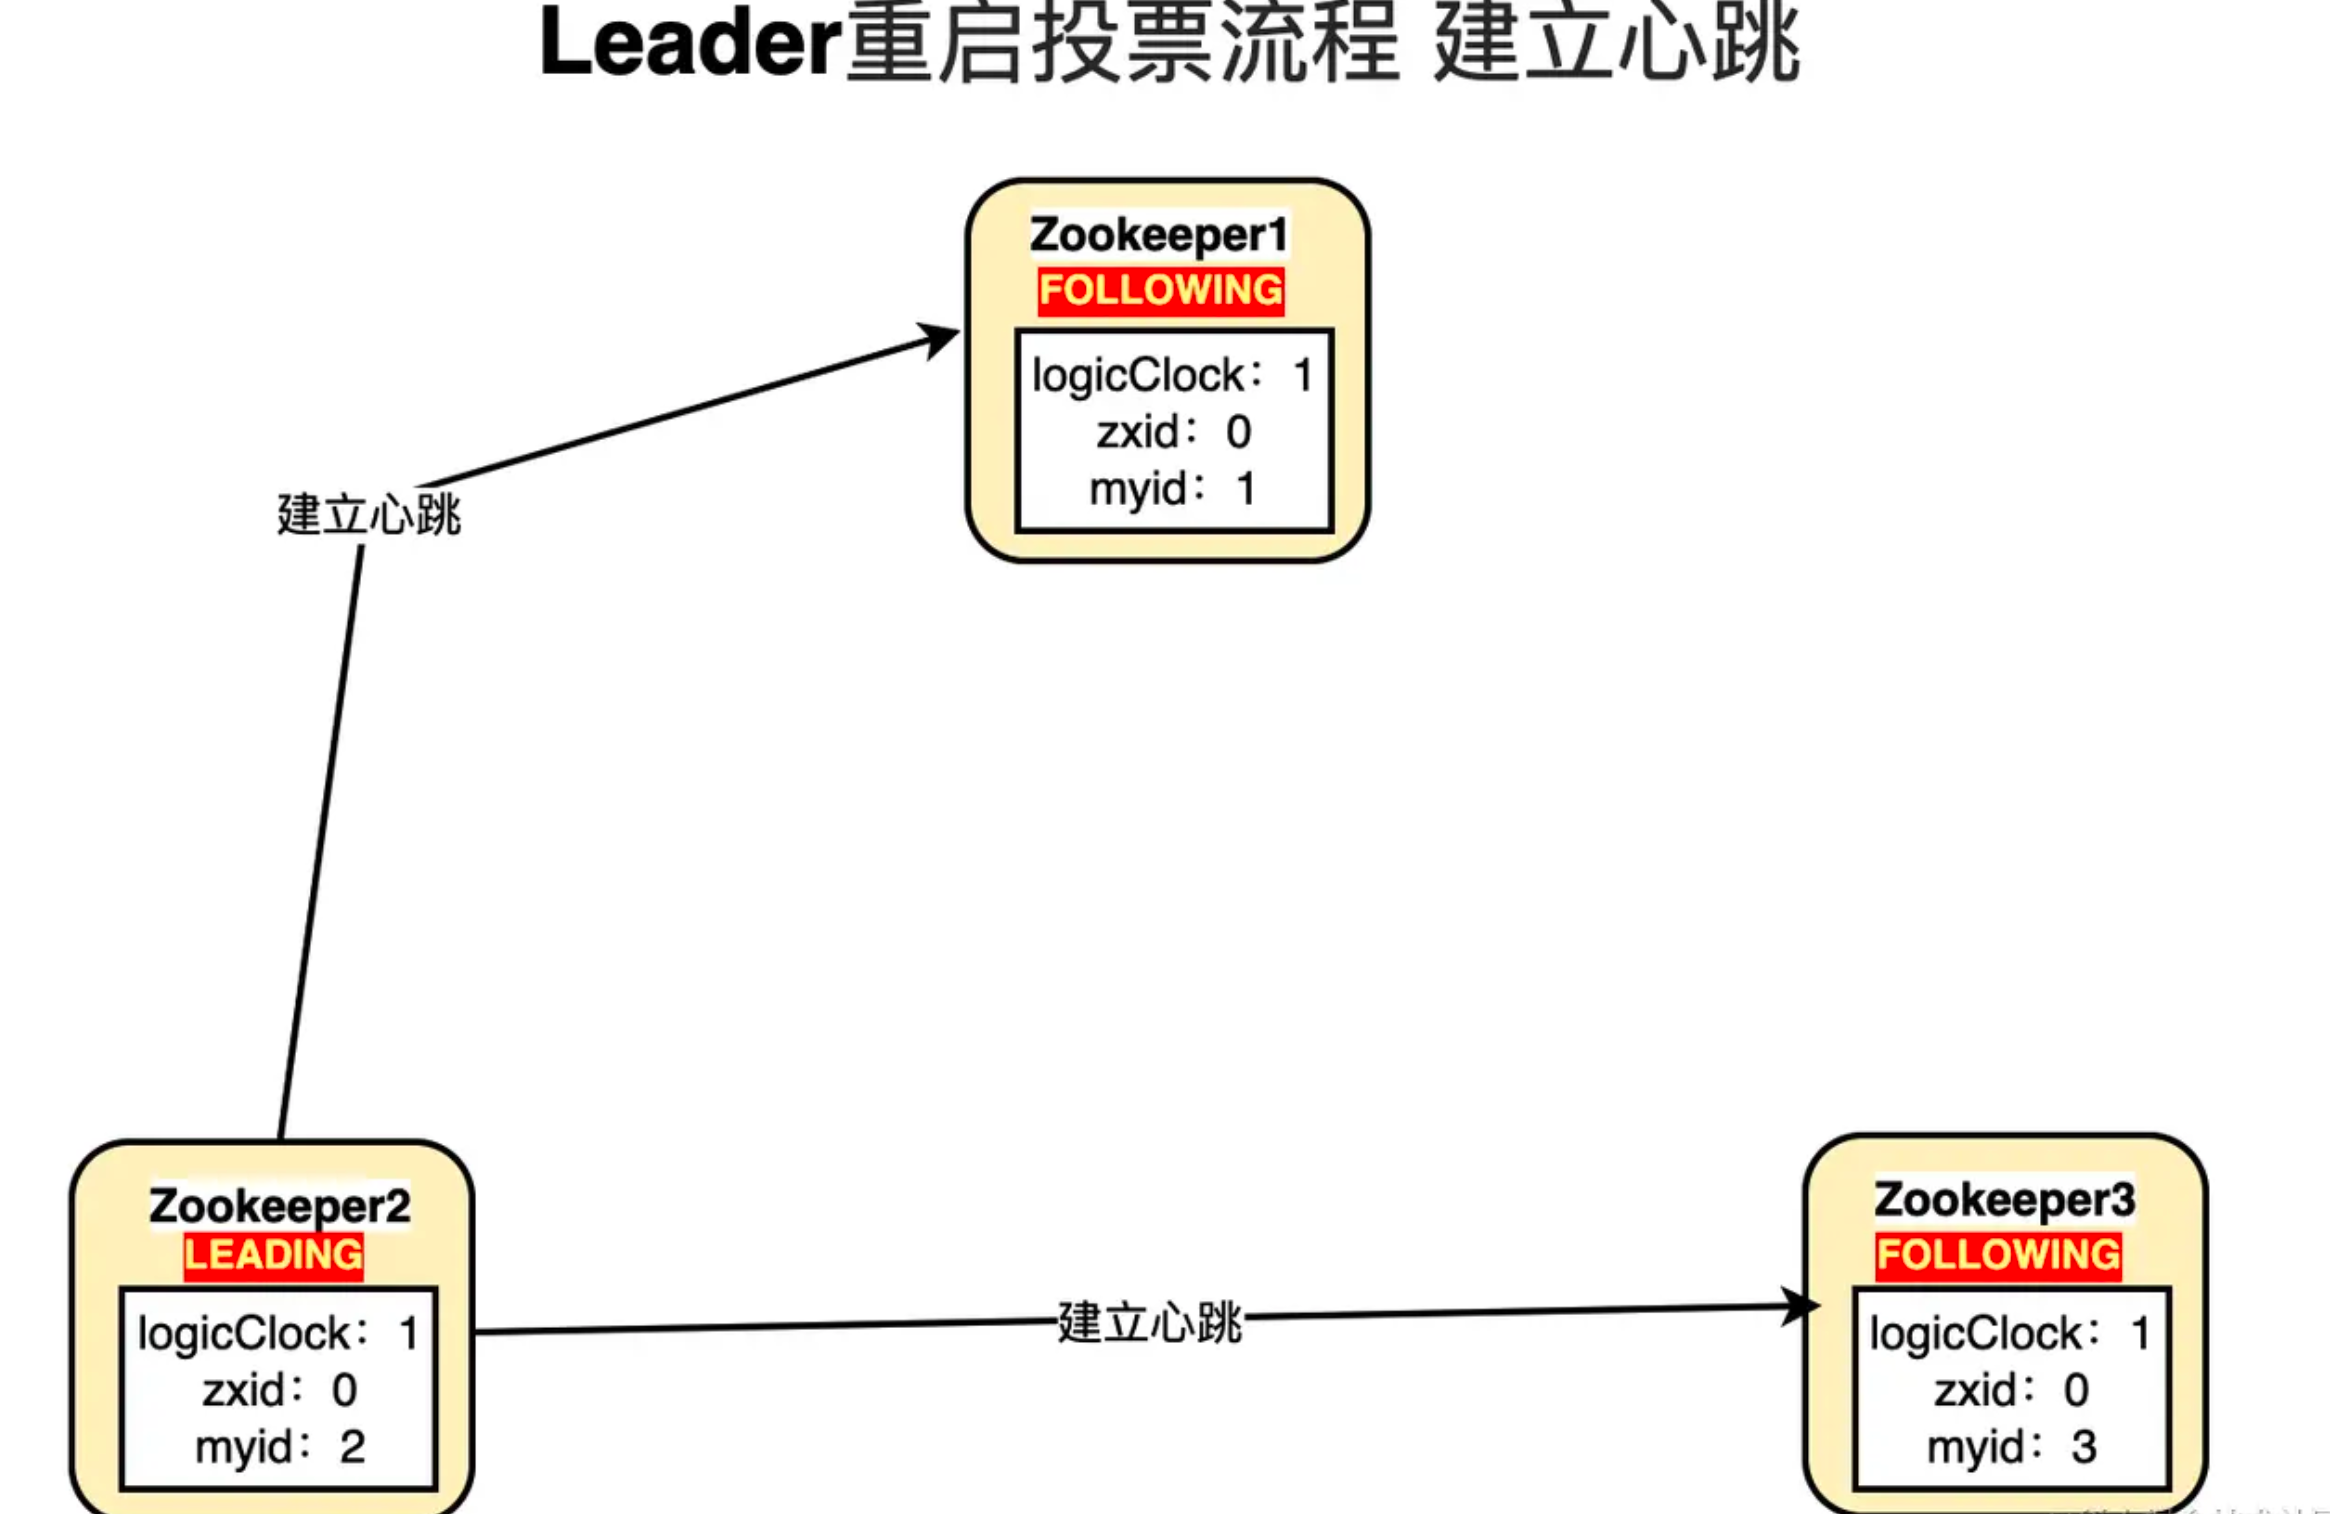 Leader重启投票流程 建立心跳
Zookeeper1
FOLLOWING
logicClock：1
zxid：0
myid：1
建立心跳
Zookeeper2
LEADING
logicClock：1
zxid：0
myid：2
建立心跳
Zookeeper3
FOLLOWING
logicClock：1
zxid：0
myid：3